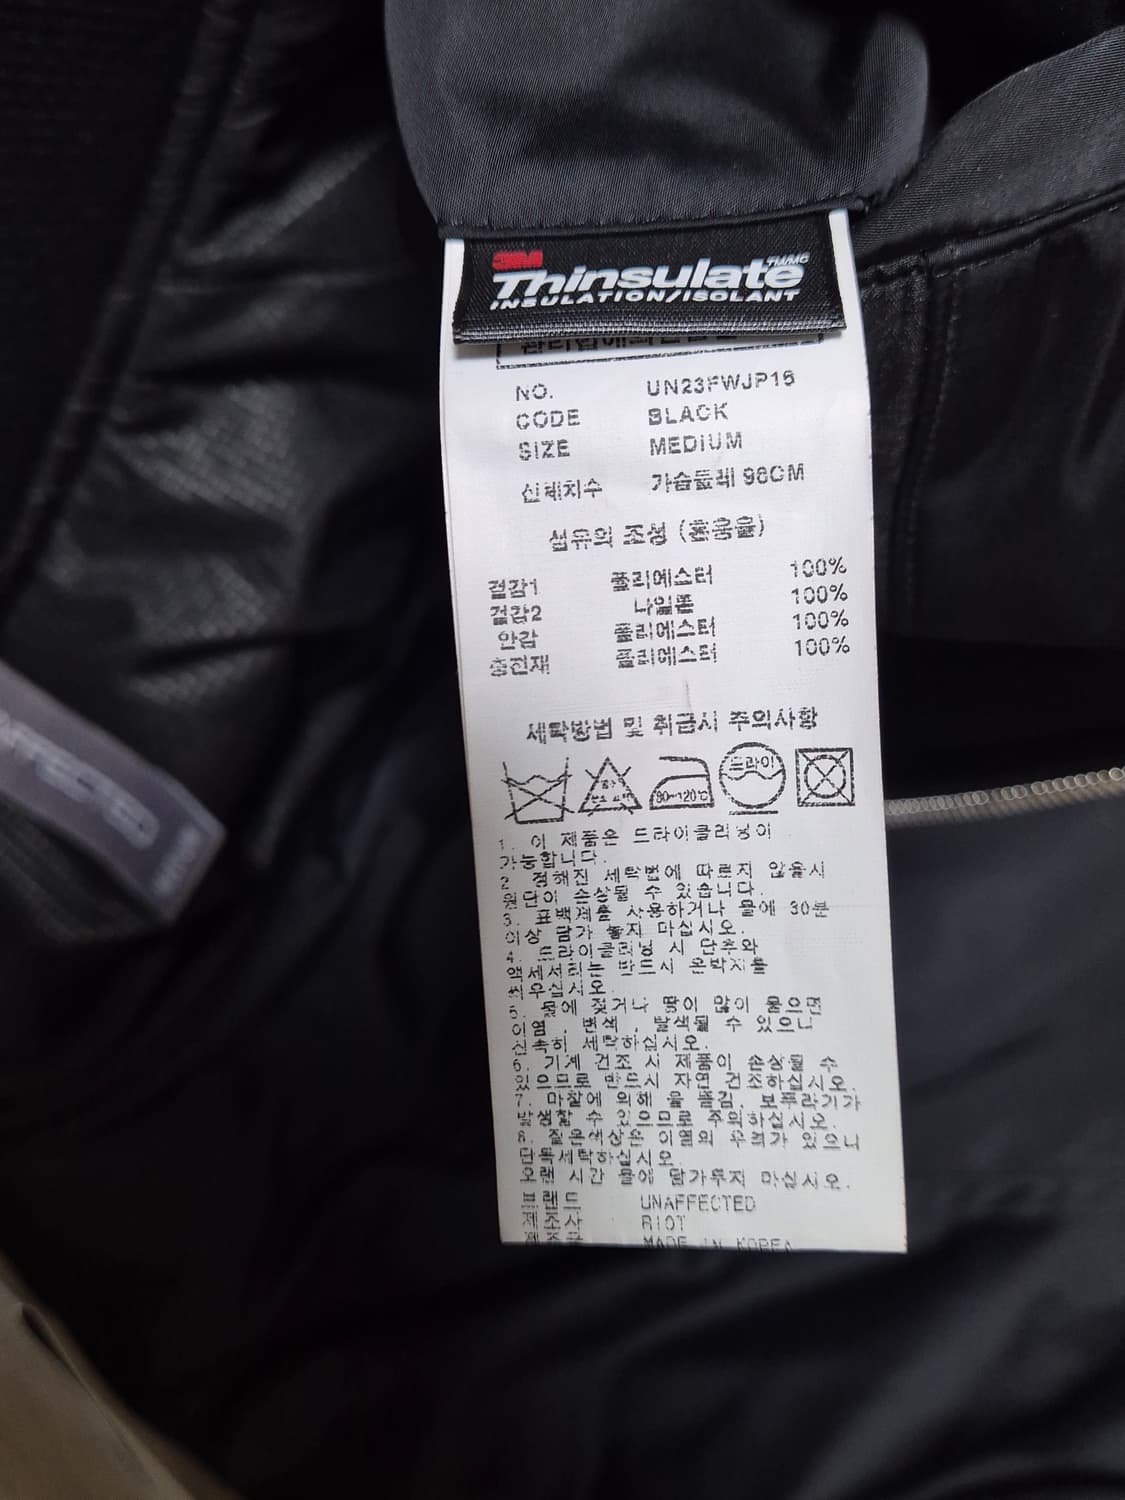 3M
Thinsulate TM/MC
INSULATION/ISOLANT
NO. UN23FWJP15
CODE BLACK
SIZE MEDIUM
신체치수 가슴둘레 98CM
섬유의 조성 (혼용율)
겉감1 폴리에스터 100%
겉감2 나일론 100%
안감 폴리에스터 100%
충전재 폴리에스터 100%
세탁방법 및 취급시 주의사항
80~120℃
드라이
1. 이 제품은 드라이클리닝이
가능합니다.
2. 정해진 세탁법에 따르지 않을시
원단이 손상될 수 있습니다.
3. 표백제를 사용하거나 물에 30분
이상 담가 놓지 마십시오.
4. 드라이클리닝 시 단추와
액세서리는 반드시 은박지를
씌우십시오.
5. 물에 젖거나 땀이 많이 묻으면
이염, 변색, 탈색될 수 있으니
신속히 세탁하십시오.
6. 기계 건조 시 제품이 손상될 수
있으므로 반드시 자연 건조하십시오.
7. 마찰에 의해 올 뜯김, 보푸라기가
발생할 수 있으므로 주의하십시오.
8. 짙은색상은 이염의 우려가 있으니
단독세탁하십시오.
오랜 시간 물에 담가두지 마십시오.
브랜드 UNAFFECTED
제조사 RIOT
제조국 MADE IN KOREA